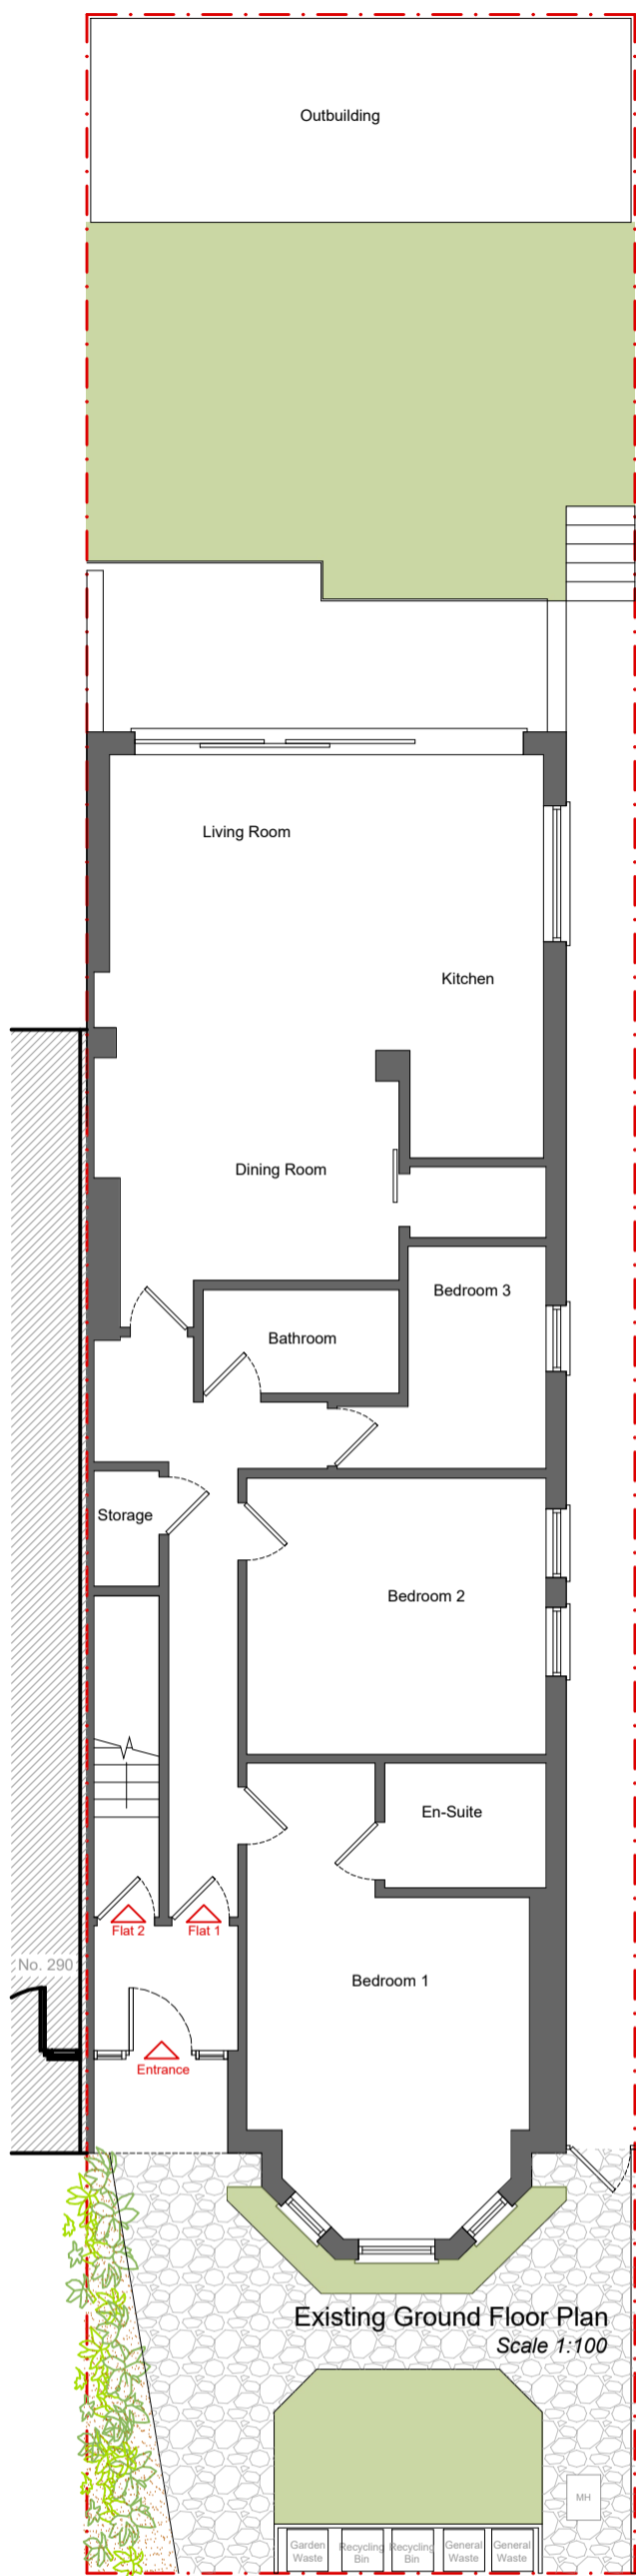 Outbuilding
Living Room
Kitchen
Dining Room
Bedroom 3
Bathroom
Storage
Bedroom 2
En-Suite
Flat 2
Flat 1
No. 290
Bedroom 1
Entrance
Existing Ground Floor Plan
Scale 1:100
MH
Garden
Waste
Recycling
Bin
Recycling
Bin
General
Waste
General
Waste